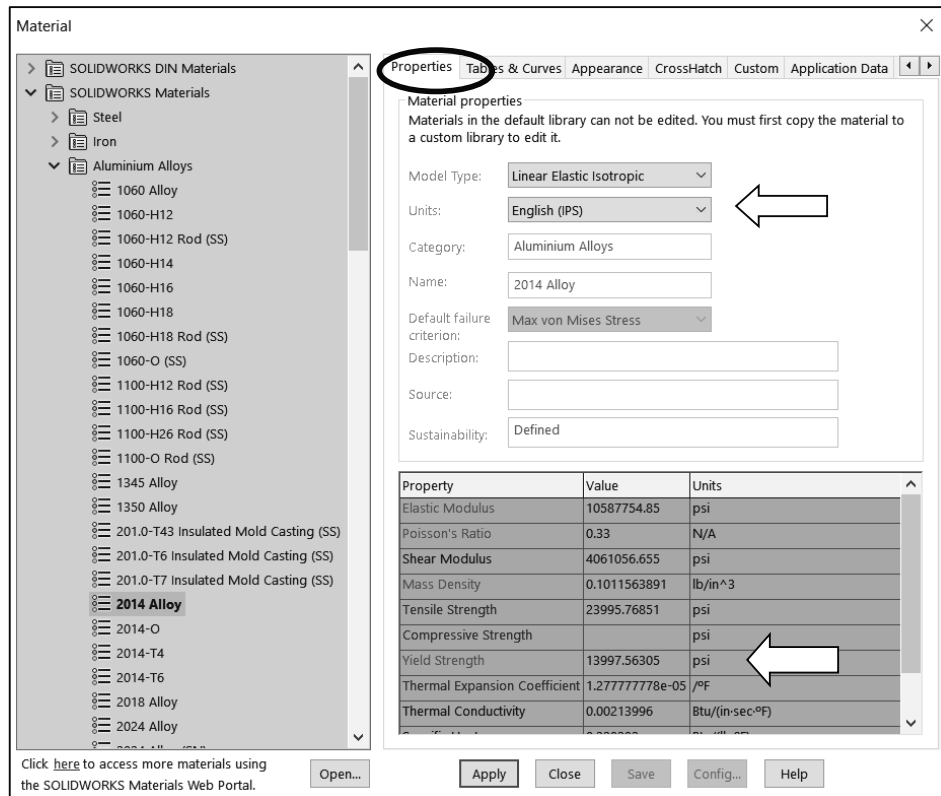 Material
SOLIDWORKS DIN Materials
SOLIDWORKS Materials
Steel
Iron
Aluminium Alloys
1060 Alloy
1060-H12
1060-H12 Rod (SS)
1060-H14
1060-H16
1060-H18
1060-H18 Rod (SS)
1060-O (SS)
1100-H12 Rod (SS)
1100-H16 Rod (SS)
1100-H26 Rod (SS)
1100-O Rod (SS)
1345 Alloy
1350 Alloy
201.0-T43 Insulated Mold Casting (SS)
201.0-T6 Insulated Mold Casting (SS)
201.0-T7 Insulated Mold Casting (SS)
2014 Alloy
2014-O
2014-T4
2014-T6
2018 Alloy
2024 Alloy
Click here to access more materials using
the SOLIDWORKS Materials Web Portal.
Open...
Properties Tables & Curves Appearance CrossHatch Custom Application Data
Material properties
Materials in the default library can not be edited. You must first copy the material to
a custom library to edit it.
Model Type: Linear Elastic Isotropic
Units: English (IPS)
Category: Aluminium Alloys
Name: 2014 Alloy
Default failure Max von Mises Stress
criterion:
Description:
Source:
Sustainability: Defined
Property Value Units
Elastic Modulus 10587754.85 psi
Poisson's Ratio 0.33 N/A
Shear Modulus 4061056.655 psi
Mass Density 0.1011563891 lb/in^3
Tensile Strength 23995.76851 psi
Compressive Strength psi
Yield Strength 13997.56305 psi
Thermal Expansion Coefficient 1.277777778e-05 /ºF
Thermal Conductivity 0.00213996 Btu/(in·sec·ºF)
Apply Close Save Config... Help